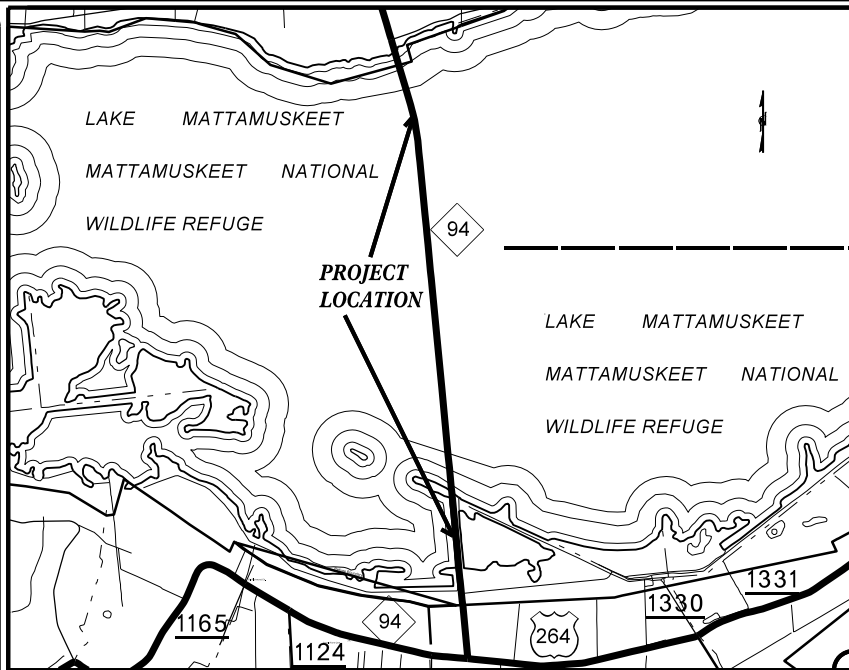 LAKE MATTAMUSKEET
MATTAMUSKEET NATIONAL
WILDLIFE REFUGE
94
PROJECT
LOCATION
LAKE MATTAMUSKEET
MATTAMUSKEET NATIONAL
WILDLIFE REFUGE
1331
1330
1165
94
264
1124